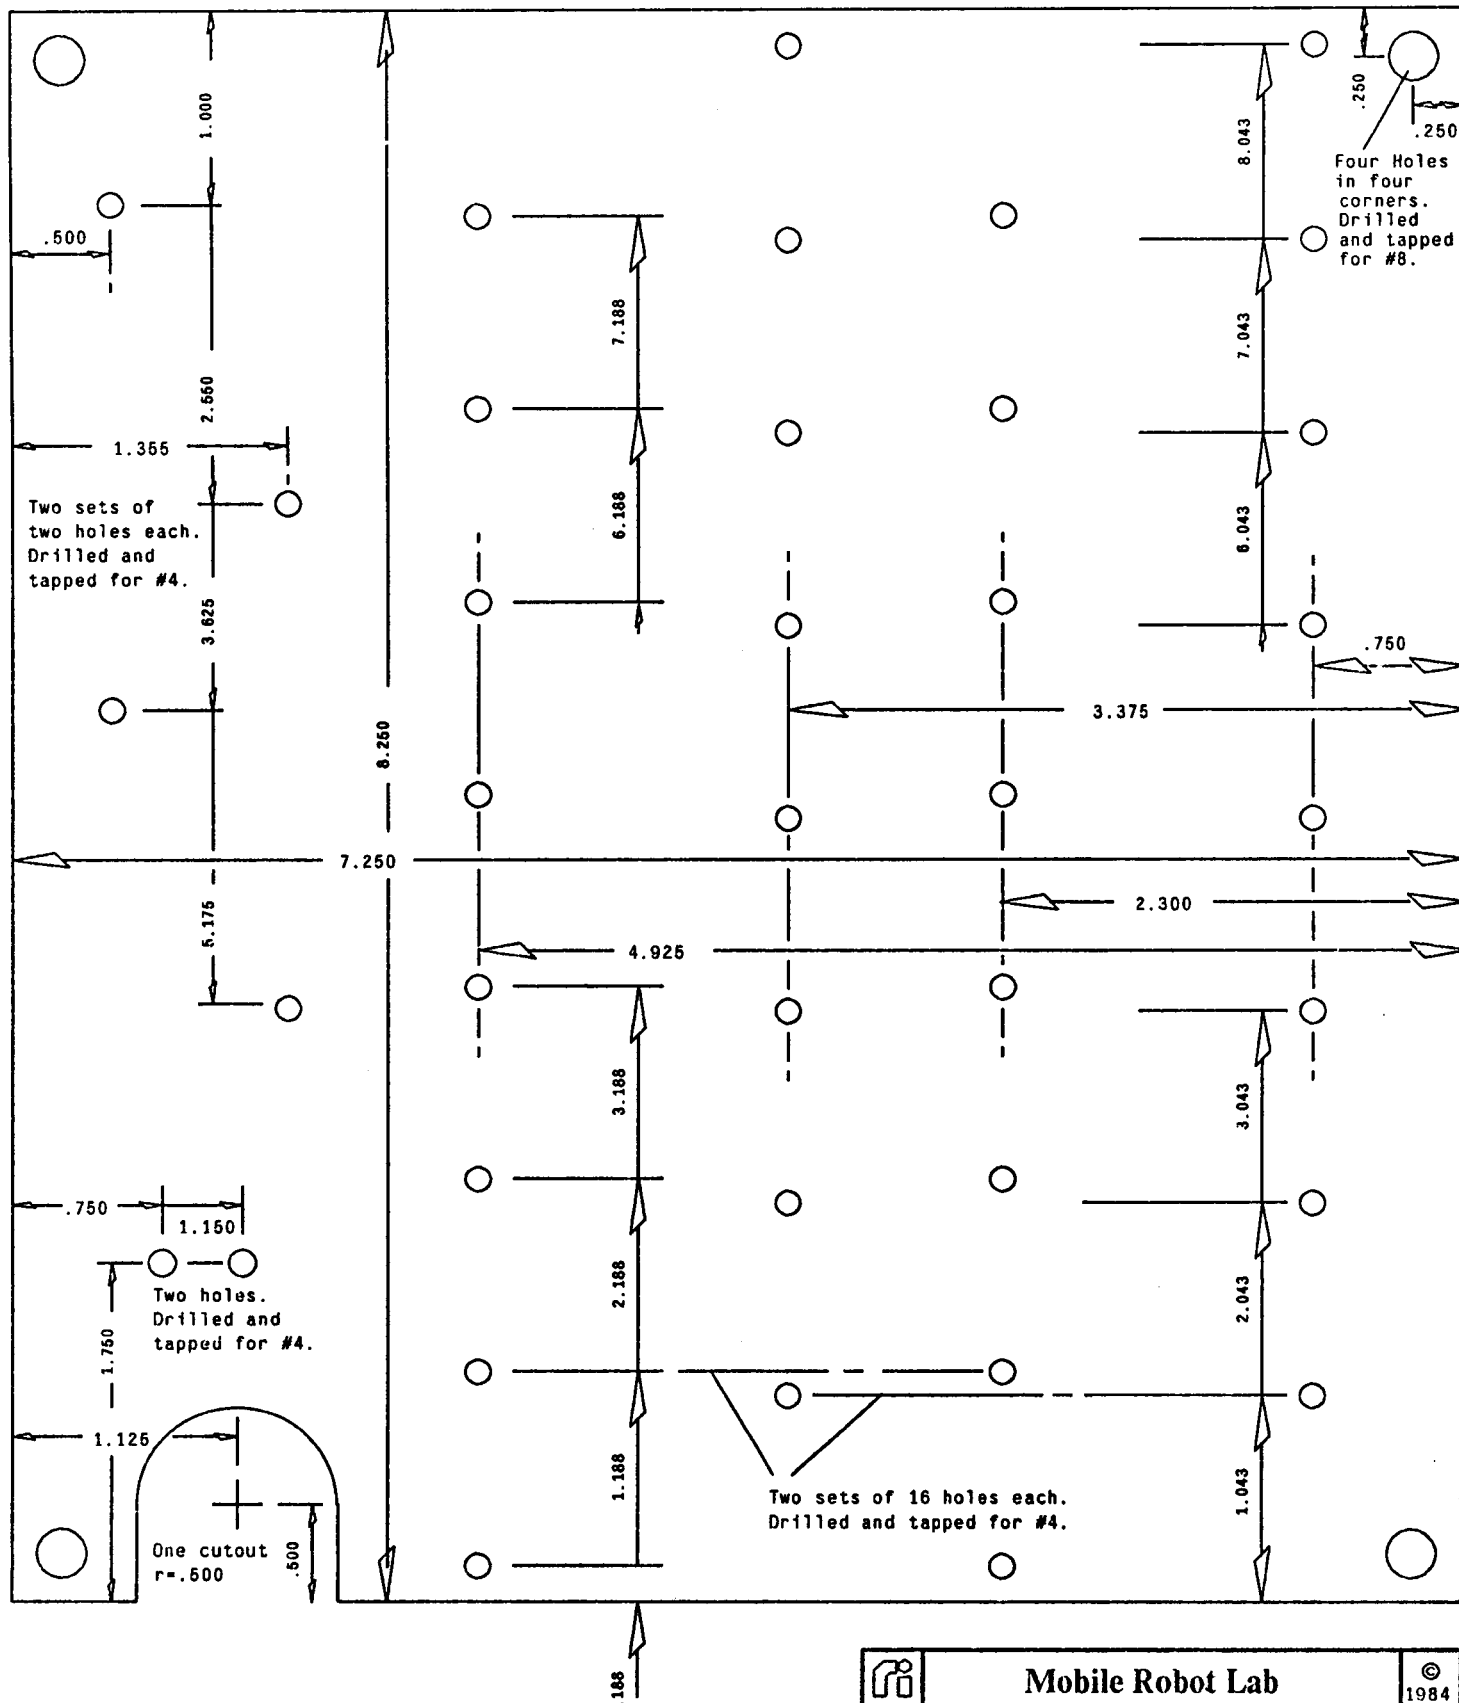 1.000
.500
2.550
1.355
Two sets of
two holes each.
Drilled and
tapped for #4.
3.625
5.175
.750
1.150
Two holes.
Drilled and
tapped for #4.
1.750
1.125
One cutout
r=.500
.500
8.250
7.250
7.188
6.188
4.925
3.188
2.188
1.188
.188
Two sets of 16 holes each.
Drilled and tapped for #4.
8.043
7.043
6.043
.250
.250
Four Holes
in four
corners.
Drilled
and tapped
for #8.
.750
3.375
2.300
3.043
2.043
1.043
Mobile Robot Lab
©
1984